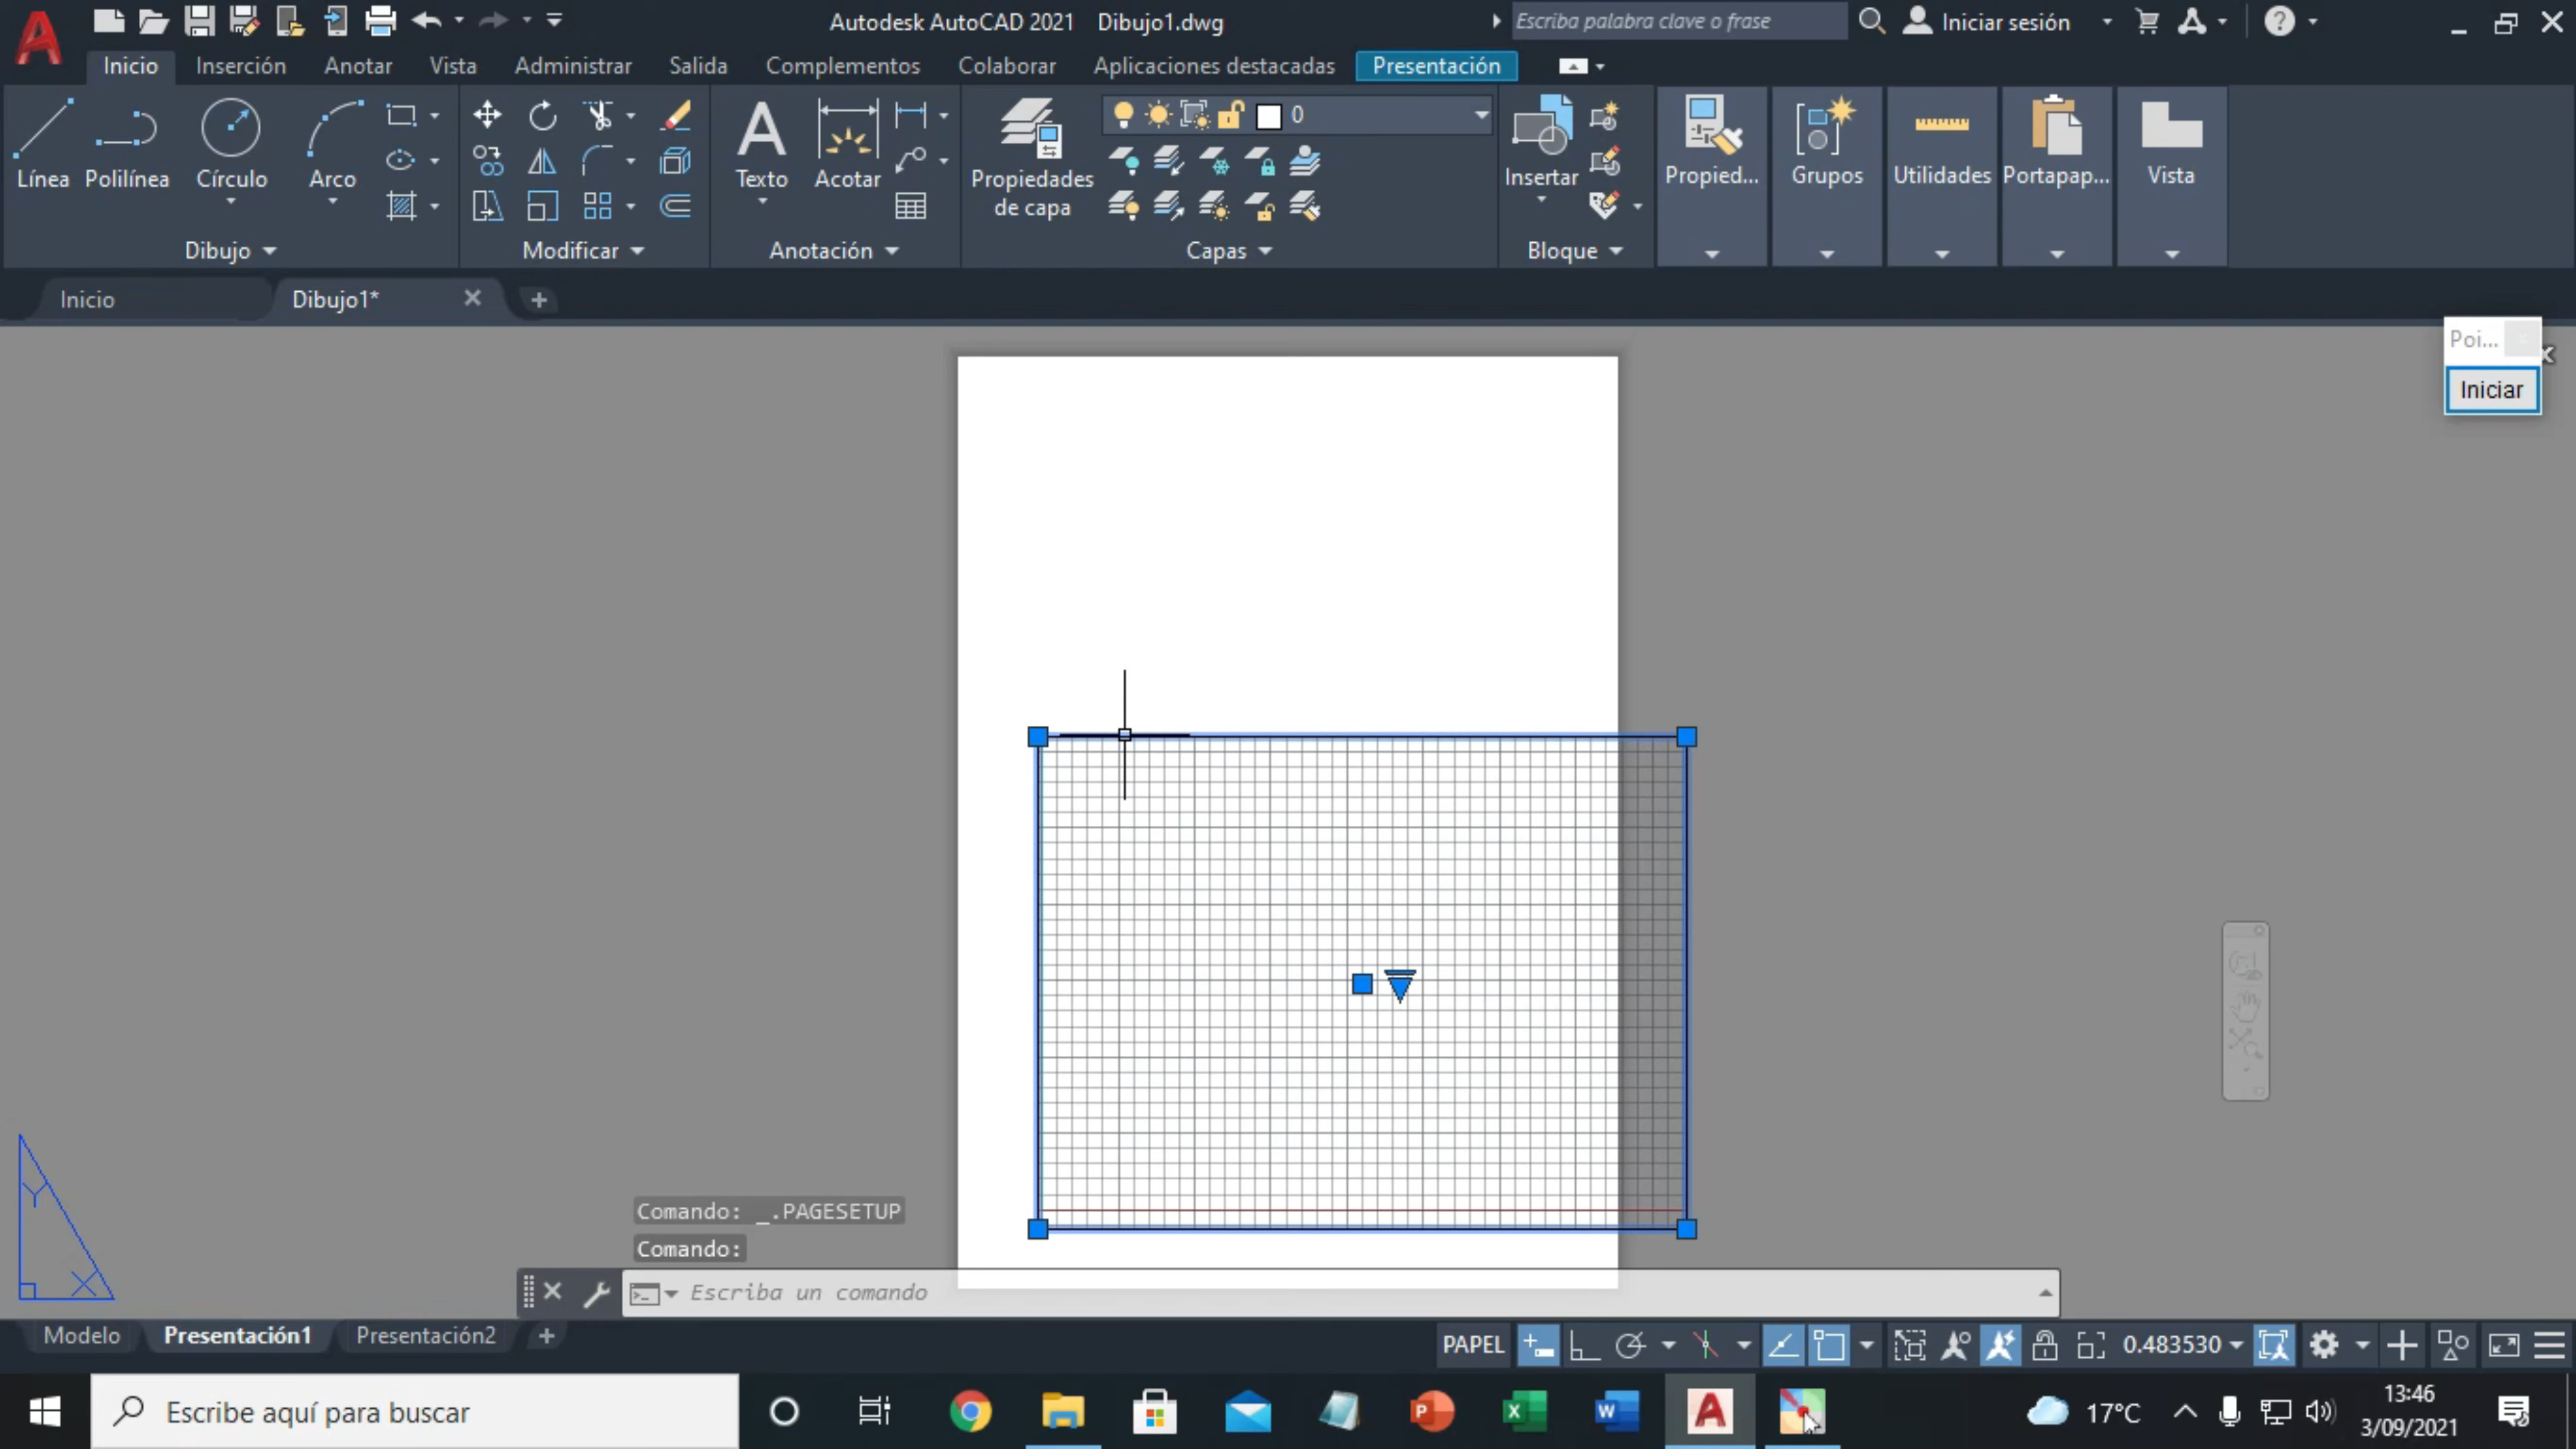 Autodesk AutoCAD 2021 Dibujo1.dwg
Escriba palabra clave o frase
Iniciar sesión
Inicio Inserción Anotar Vista Administrar Salida Complementos Colaborar Aplicaciones destacadas Presentación
0
Línea Polilínea Círculo Arco
Texto Acotar
Propiedades
de capa
Insertar
Propied... Grupos Utilidades Portapap... Vista
Dibujo Modificar Anotación Capas Bloque
Inicio Dibujo1*
Poi...
Iniciar
Y
X
Comando: _.PAGESETUP
Comando:
Escriba un comando
Modelo Presentación1 Presentación2
PAPEL
0.483530
Escribe aquí para buscar
17°C
13:46
3/09/2021